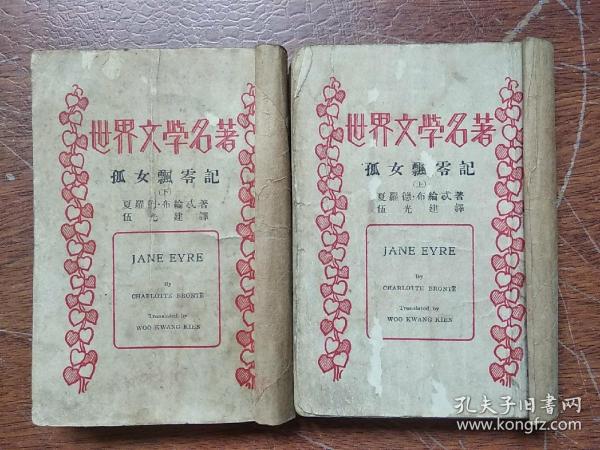 世界文學名著
孤女飄零記
(下)
夏羅德·布綸忒著
伍光建譯
JANE EYRE
By
CHARLOTTE BRONTË
Translated by
WOO KWANG KIEN
世界文學名著
孤女飄零記
(上)
夏羅德·布綸忒著
伍光建譯
JANE EYRE
By
CHARLOTTE BRONTË
Translated by
WOO KWANG KIEN
孔夫子旧书网
www.kongfz.com